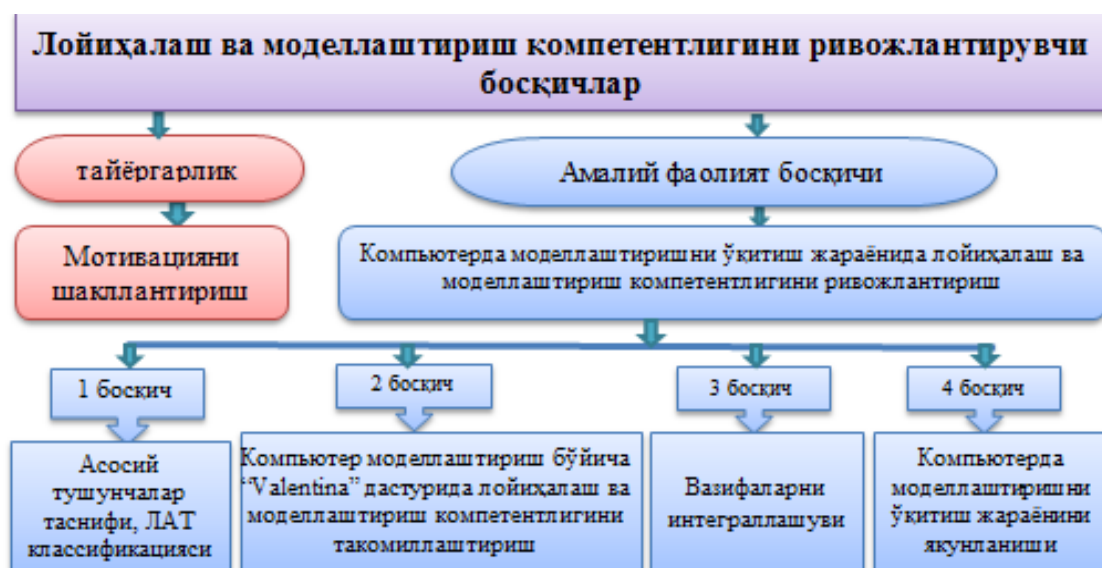 Лойиҳалаш ва моделлаштириш компетентлигини ривожлантирувчи
босқичлар
тайёргарлик
Амалий фаолият босқичи
Мотивацияни
шакллантириш
Компьютерда моделлаштиришни ўқитиш жараёнида лойиҳалаш ва
моделлаштириш компетентлигини ривожлантириш
1 босқич
2 босқич
3 босқич
4 босқич
Асосий
тушунчалар
таснифи, ЛАТ
классификацияси
Компьютер моделлаштириш бўйича
“Valentina” дастурида лойиҳалаш ва
моделлаштириш компетентлигини
такомиллаштириш
Вазифаларни
интеграллашуви
Компьютерда
моделлаштиришни
ўқитиш жараёнини
якунланиши